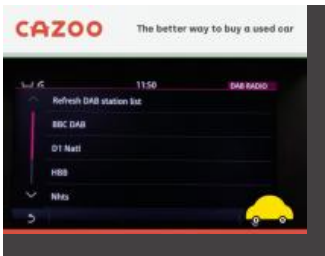 CAZOO
The better way to buy a used car
11:50
DAB RADIO
Refresh DAB station list
BBC DAB
D1 Natl
HBB
Nhts